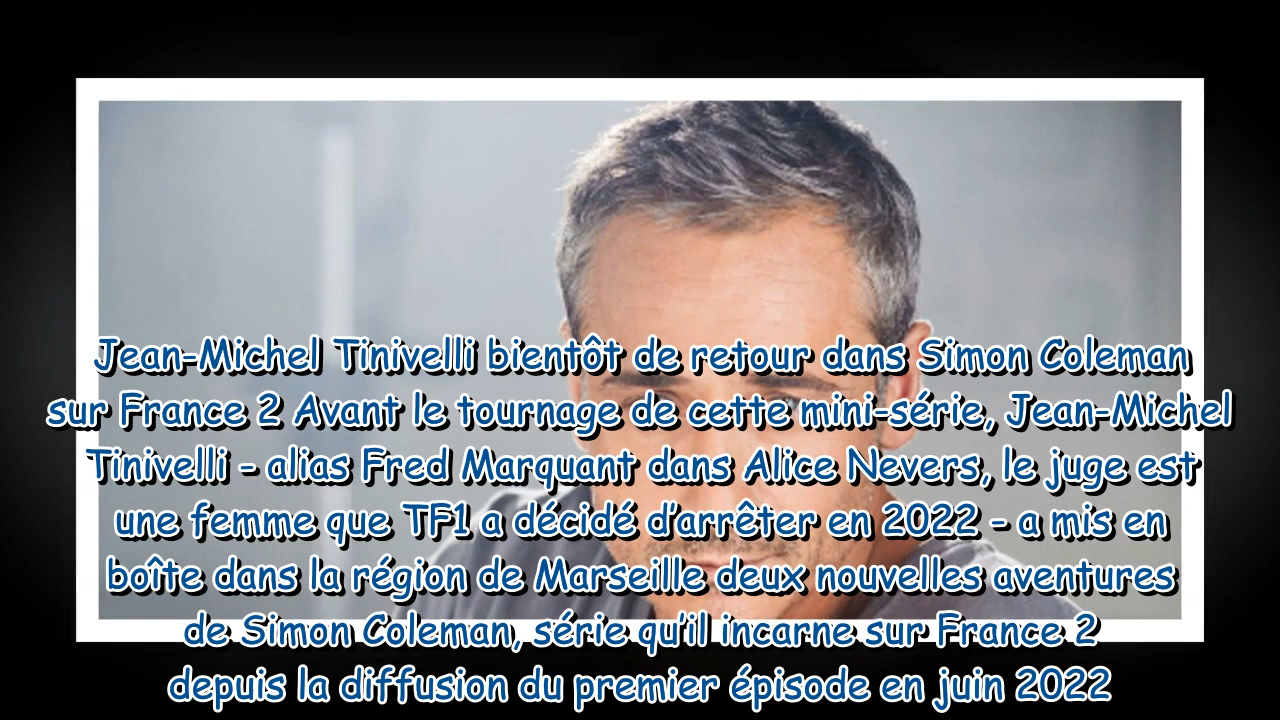 Jean-Michel Tinivelli bientôt de retour dans Simon Coleman
sur France 2 Avant le tournage de cette mini-série, Jean-Michel
Tinivelli - alias Fred Marquant dans Alice Nevers, le juge est
une femme que TF1 a décidé d'arrêter en 2022 - a mis en
boîte dans la région de Marseille deux nouvelles aventures
de Simon Coleman, série qu'il incarne sur France 2
depuis la diffusion du premier épisode en juin 2022